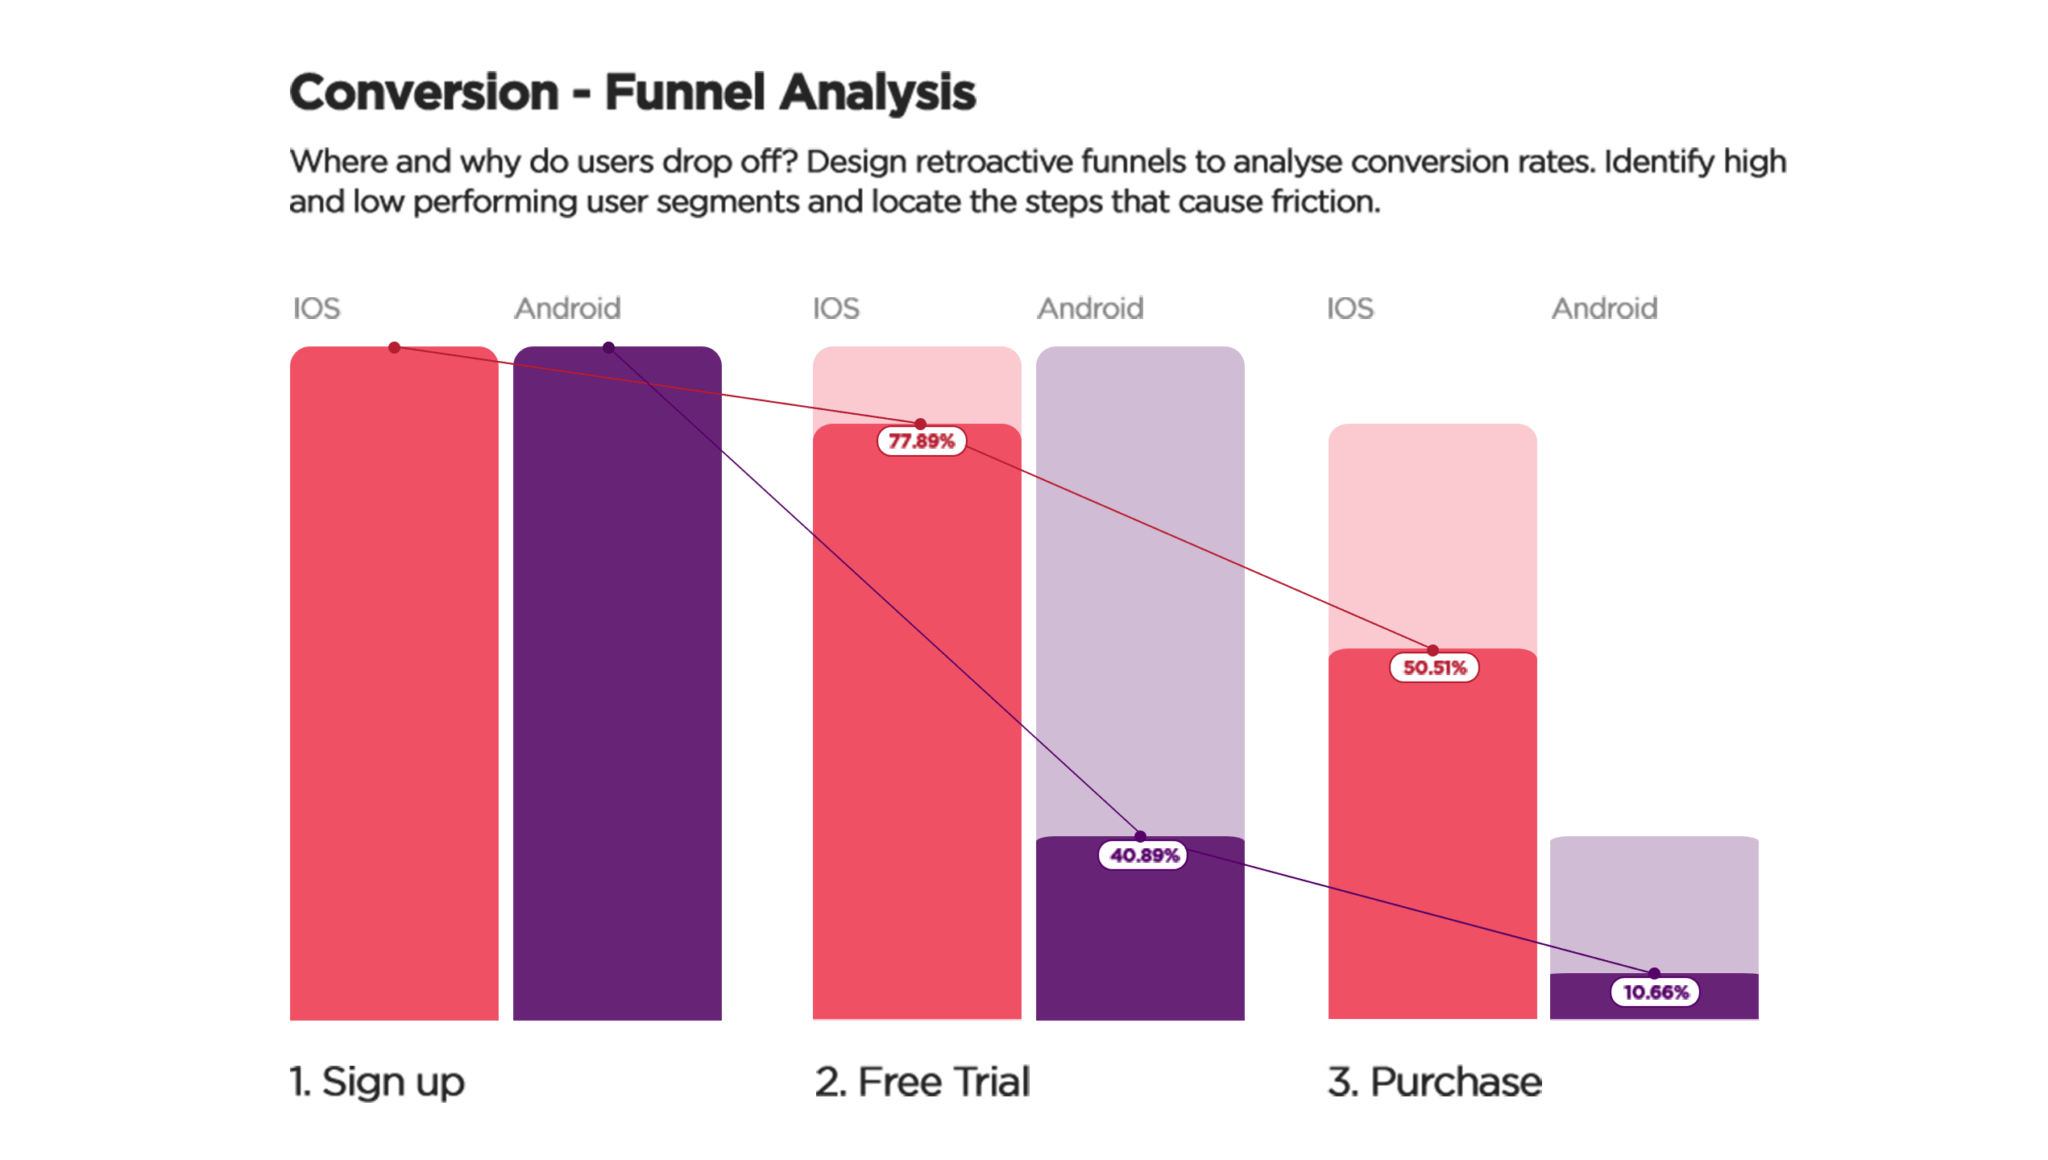 Conversion - Funnel Analysis
Where and why do users drop off? Design retroactive funnels to analyse conversion rates. Identify high
and low performing user segments and locate the steps that cause friction.
IOS Android IOS Android IOS Android
77.89%
50.51%
40.89%
10.66%
1. Sign up 2. Free Trial 3. Purchase